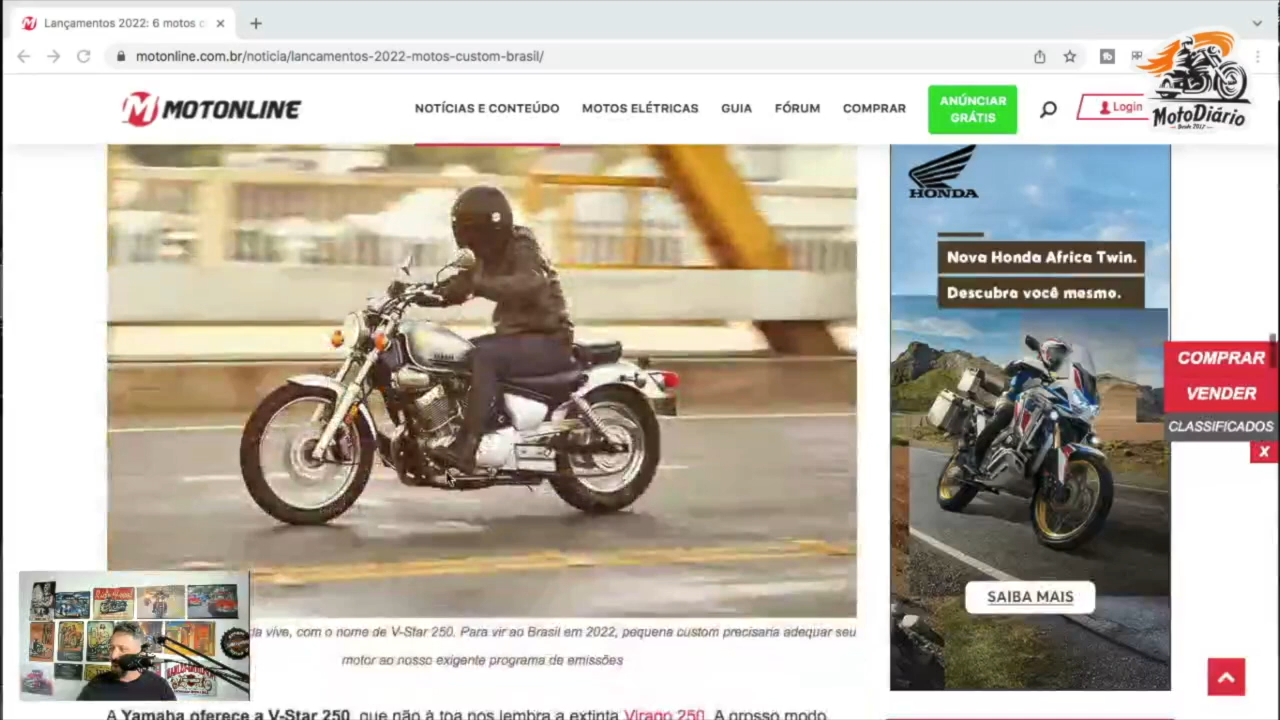 Lançamentos 2022: 6 motos c
motonline.com.br/noticia/lancamentos-2022-motos-custom-brasil/
MOTONLINE
NOTÍCIAS E CONTEÚDO
MOTOS ELÉTRICAS
GUIA
FÓRUM
COMPRAR
ANÚNCIAR
GRÁTIS
Login
MotoDiário
HONDA
Nova Honda Africa Twin.
Descubra você mesmo.
SAIBA MAIS
COMPRAR
VENDER
CLASSIFICADOS
X
da vive, com o nome de V-Star 250. Para vir ao Brasil em 2022, pequena custom precisaria adequar seu
motor ao nosso exigente programa de emissões
A Yamaha oferece a V-Star 250, que não à toa nos lembra a extinta Virago 250. A grosso modo,